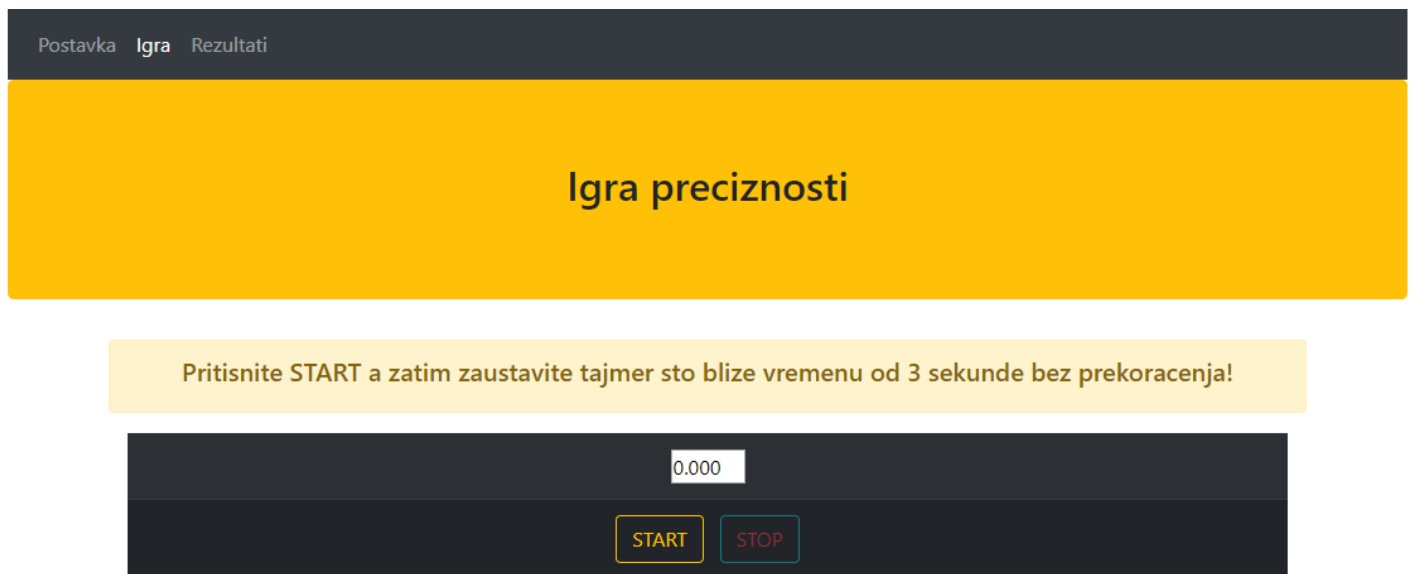 Postavka Igra Rezultati
Igra preciznosti
Pritisnite START a zatim zaustavite tajmer sto blize vremenu od 3 sekunde bez prekoracenja!
0.000
START STOP